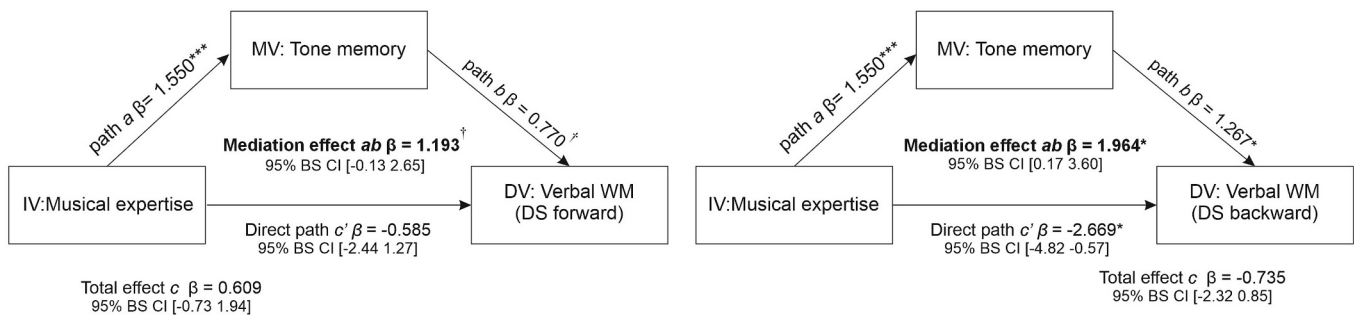 MV: Tone memory
path a β= 1.550***
path b β = 0.770 †
Mediation effect ab β = 1.193†
95% BS CI [-0.13 2.65]
IV:Musical expertise
DV: Verbal WM
(DS forward)
Direct path c' β = -0.585
95% BS CI [-2.44 1.27]
Total effect c β = 0.609
95% BS CI [-0.73 1.94]
MV: Tone memory
path a β= 1.550***
path b β = 1.267*
Mediation effect ab β = 1.964*
95% BS CI [0.17 3.60]
IV:Musical expertise
DV: Verbal WM
(DS backward)
Direct path c' β = -2.669*
95% BS CI [-4.82 -0.57]
Total effect c β = -0.735
95% BS CI [-2.32 0.85]